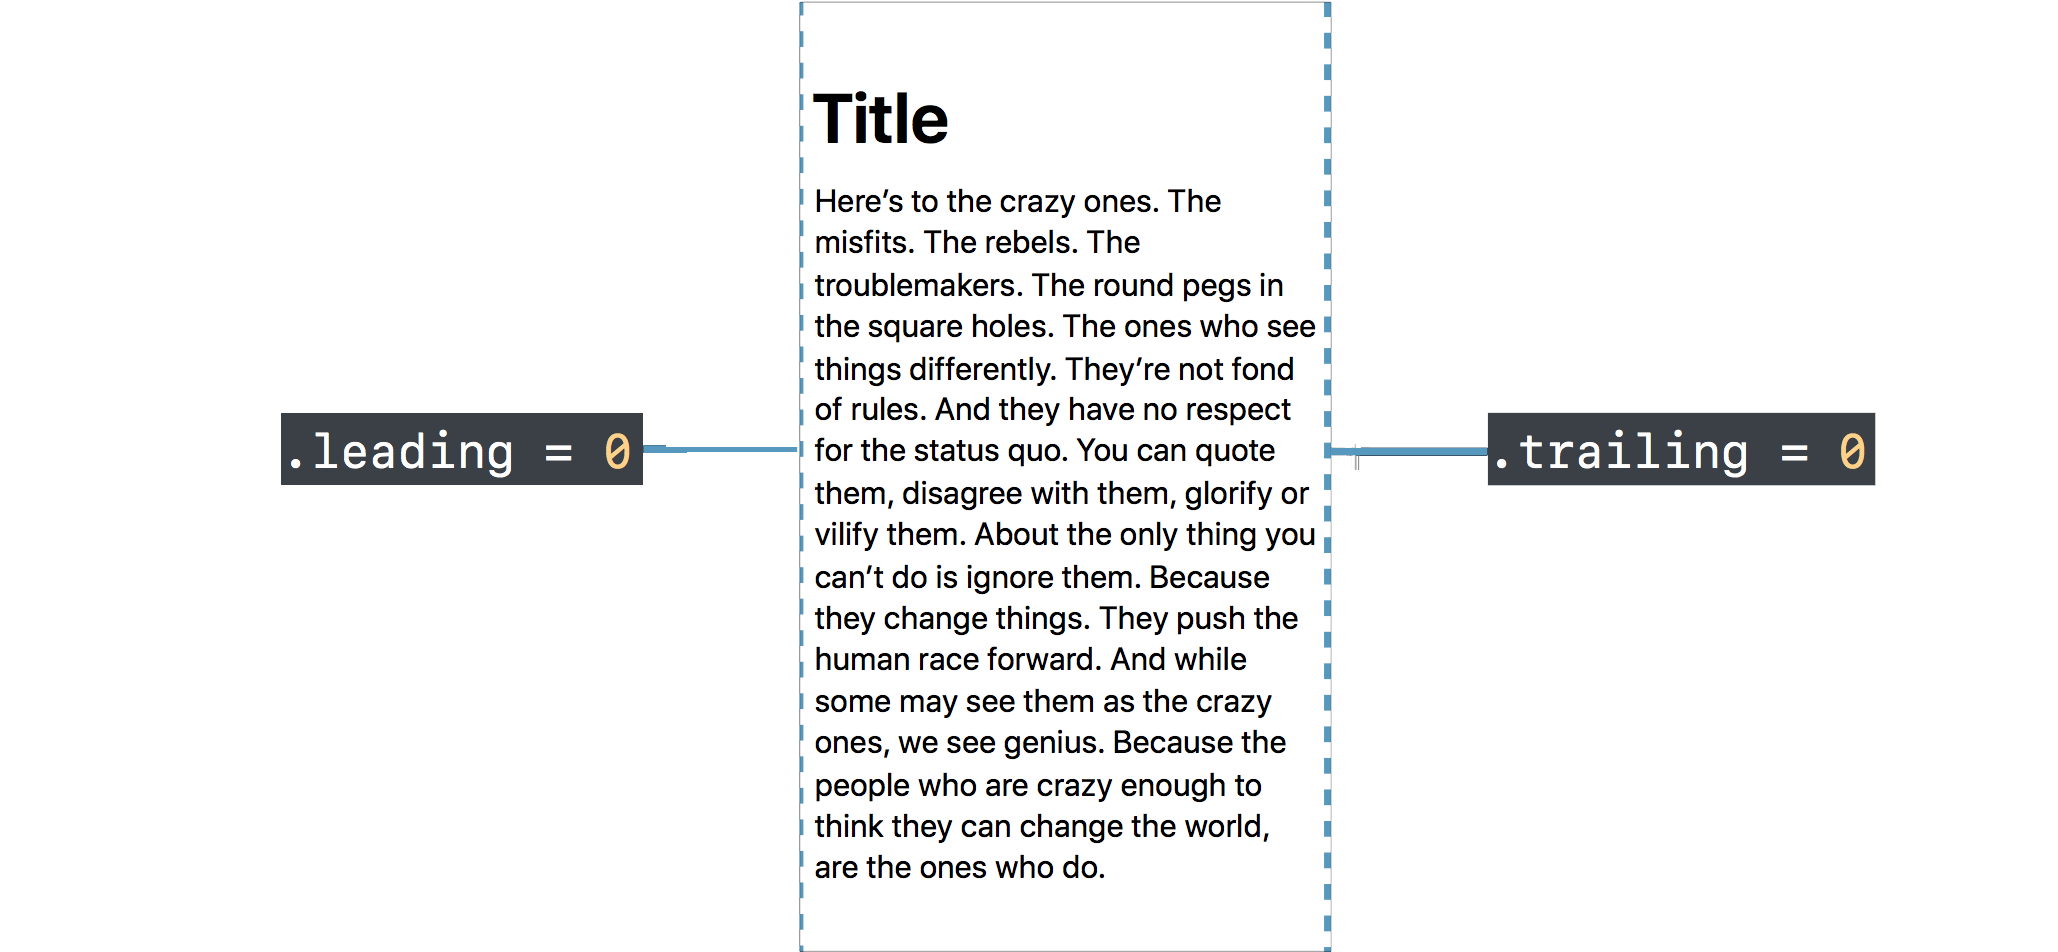 Title
Here’s to the crazy ones. The
misfits. The rebels. The
troublemakers. The round pegs in
the square holes. The ones who see
things differently. They’re not fond
of rules. And they have no respect
for the status quo. You can quote
them, disagree with them, glorify or
vilify them. About the only thing you
can’t do is ignore them. Because
they change things. They push the
human race forward. And while
some may see them as the crazy
ones, we see genius. Because the
people who are crazy enough to
think they can change the world,
are the ones who do.
.leading = 0
.trailing = 0